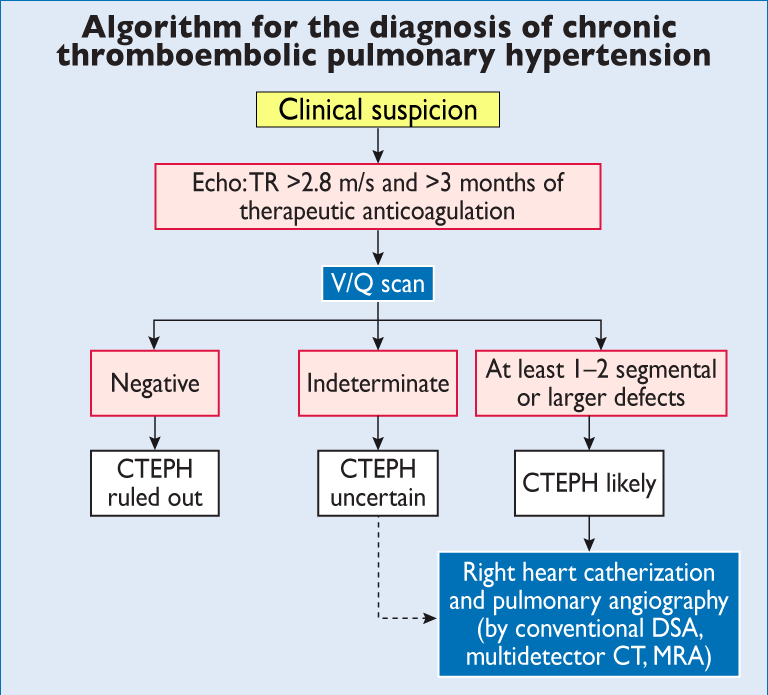 Algorithm for the diagnosis of chronic
thromboembolic pulmonary hypertension
Clinical suspicion
Echo: TR >2.8 m/s and >3 months of
therapeutic anticoagulation
V/Q scan
Negative
Indeterminate
At least 1–2 segmental
or larger defects
CTEPH
ruled out
CTEPH
uncertain
CTEPH likely
Right heart catherization
and pulmonary angiography
(by conventional DSA,
multidetector CT, MRA)